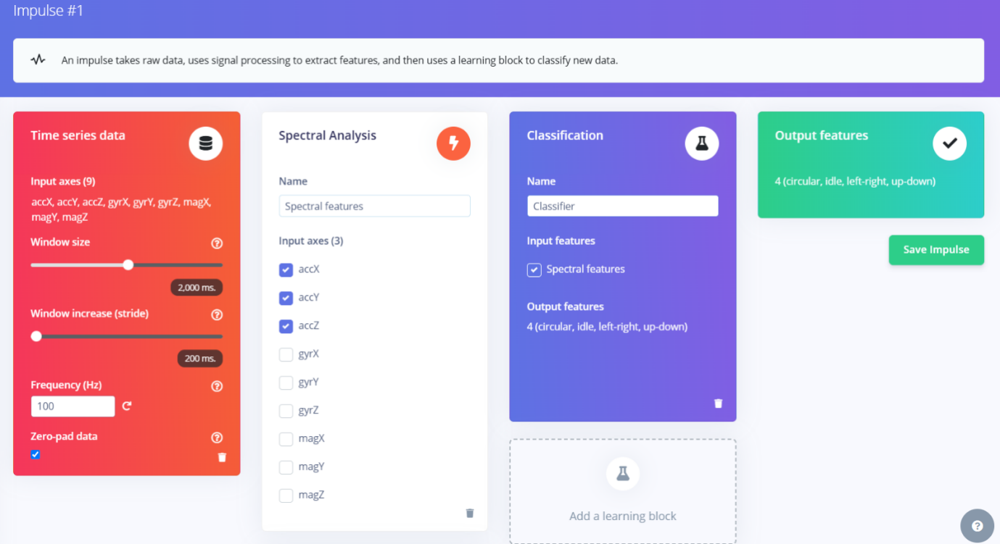 Impulse #1
An impulse takes raw data, uses signal processing to extract features, and then uses a learning block to classify new data.
Time series data
Input axes (9)
accX, accY, accZ, gyrX, gyrY, gyrZ, magX,
magY, magZ
Window size
2,000 ms.
Window increase (stride)
200 ms.
Frequency (Hz)
100
Zero-pad data
Spectral Analysis
Name
Spectral features
Input axes (3)
accX
accY
accZ
gyrX
gyrY
gyrZ
magX
magY
magZ
Classification
Name
Classifier
Input features
Spectral features
Output features
4 (circular, idle, left-right, up-down)
Add a learning block
Output features
4 (circular, idle, left-right, up-down)
Save Impulse